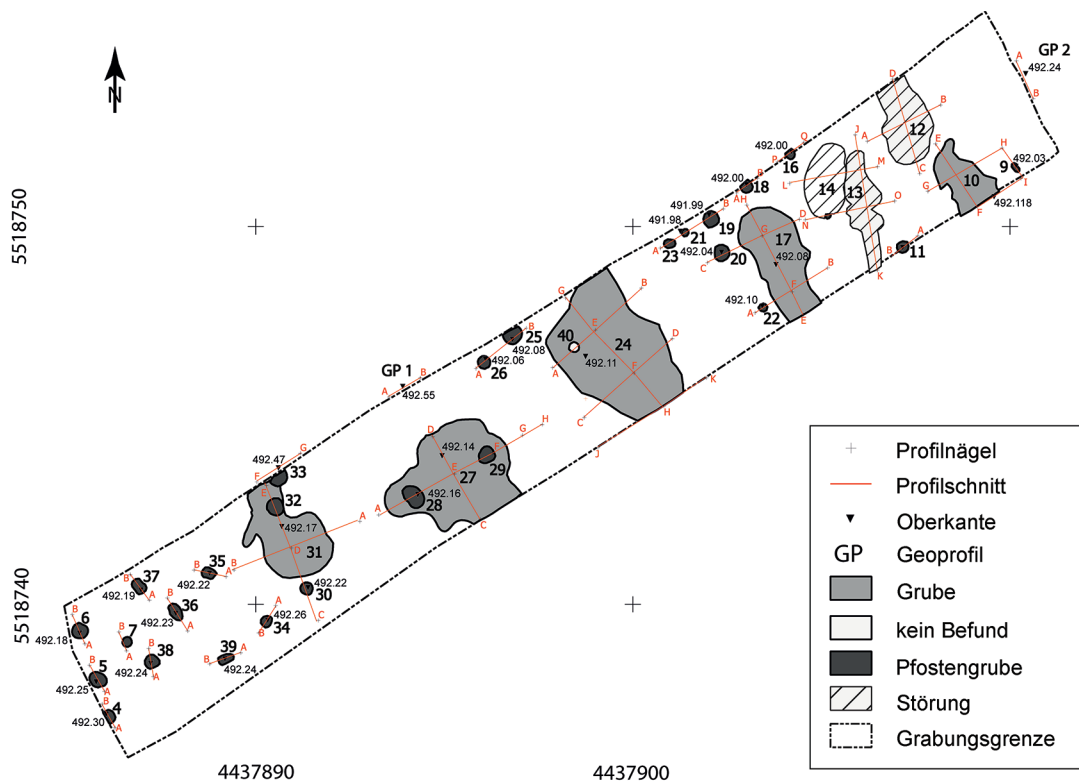 N
GP 2
A
492.24
B
D
B
12
A
C
492.00
Q
16
P
J
E
H
9
492.03
10
G
I
F
492.118
M
L
14
13
O
N
K
492.00
B
18
A
H
491.99
B
19
491.98
21
A
23
492.04
20
C
D
G
17
492.08
B
F
492.10
A
22
E
A
B
11
5518750
G
B
E
40
24
D
492.11
F
A
C
H
K
J
25
B
492.08
492.06
26
A
GP 1
B
A
492.55
D
492.14
G
H
F
29
E
27
492.16
28
A
C
492.47
G
F
33
E
32
492.17
A
D
31
B
492.22
30
C
5518740
35
B
A
492.22
37
B
A
492.19
B
36
492.23
A
6
B
492.18
A
7
B
A
38
B
492.24
A
39
A
B
492.24
34
A
492.26
B
5
B
492.25
A
4
B
492.30
A
4437890
4437900
Profilnägel
Profilschnitt
Oberkante
GP Geoprofil
Grube
kein Befund
Pfostengrube
Störung
Grabungsgrenze